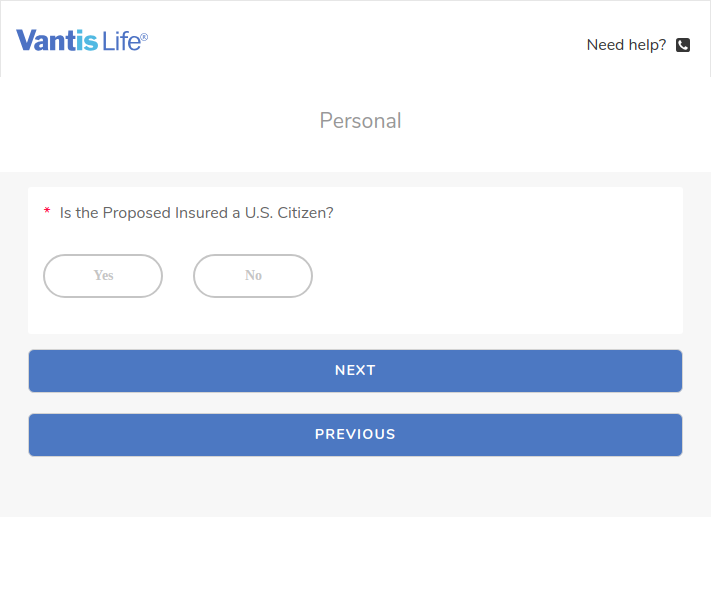 Vantis Life®
Need help?
Personal
* Is the Proposed Insured a U.S. Citizen?
Yes
No
NEXT
PREVIOUS